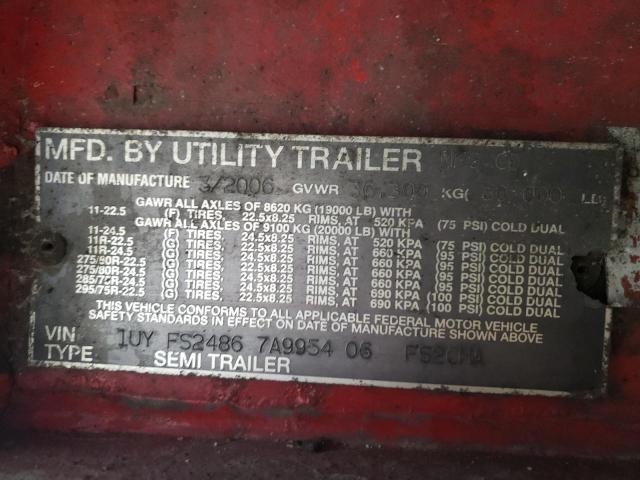 MFD. BY UTILITY TRAILER MFG. CO.
DATE OF MANUFACTURE 3/2006 GVWR KG( LB)
GAWR ALL AXLES OF 8620 KG (19000 LB) WITH
11-22.5 (F) TIRES, 22.5x8.25 RIMS, AT 520 KPA (75 PSI) COLD DUAL
GAWR ALL AXLES OF 9100 KG (20000 LB) WITH
11-24.5 (F) TIRES, 24.5x8.25 RIMS, AT 520 KPA (75 PSI) COLD DUAL
11R-22.5 (G) TIRES, 22.5x8.25 RIMS, AT 660 KPA (95 PSI) COLD DUAL
11R-24.5 (G) TIRES, 24.5x8.25 RIMS, AT 660 KPA (95 PSI) COLD DUAL
275/80R-22.5 (G) TIRES, 22.5x8.25 RIMS, AT 660 KPA (95 PSI) COLD DUAL
275/80R-24.5 (G) TIRES, 24.5x8.25 RIMS, AT 660 KPA (95 PSI) COLD DUAL
285/75R-24.5 (G) TIRES, 24.5x8.25 RIMS, AT 690 KPA (100 PSI) COLD DUAL
295/75R-22.5 (G) TIRES, 22.5x8.25 RIMS, AT 690 KPA (100 PSI) COLD DUAL
THIS VEHICLE CONFORMS TO ALL APPLICABLE FEDERAL MOTOR VEHICLE
SAFETY STANDARDS IN EFFECT ON DATE OF MANUFACTURE SHOWN ABOVE
VIN 1UY FS2486 7A9954 06 FS2CHA
TYPE SEMI TRAILER